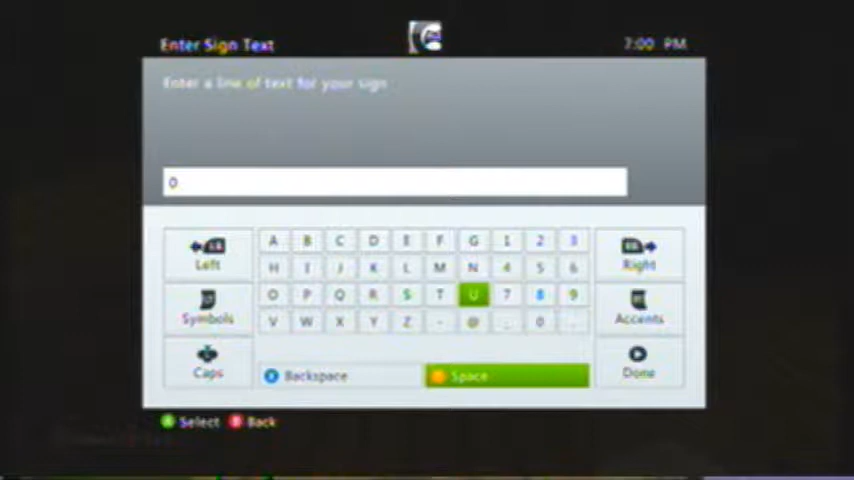 Enter Sign Text
7:00 PM
Enter a line of text for your sign
0
Left
A B C D E F G 1 2 3
Right
H I J K L M N 4 5 6
Symbols
O P Q R S T U 7 8 9
Accents
V W X Y Z - @ _ 0 .
Caps
X Backspace
Space
Done
A Select B Back